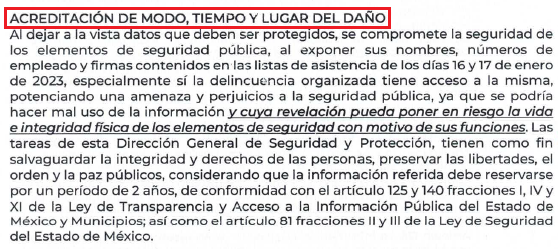 ACREDITACIÓN DE MODO, TIEMPO Y LUGAR DEL DAÑO
Al dejar a la vista datos que deben ser protegidos, se compromete la seguridad de
los elementos de seguridad pública, al exponer sus nombres, números de
empleado y firmas contenidos en las listas de asistencia de los días 16 y 17 de enero
de 2023, especialmente sí la delincuencia organizada tiene acceso a la misma,
potenciando una amenaza y perjuicios a la seguridad pública, ya que se podría
hacer mal uso de la información y cuya revelación pueda poner en riesgo la vida
e integridad física de los elementos de seguridad con motivo de sus funciones. Las
tareas de esta Dirección General de Seguridad y Protección, tienen como fin
salvaguardar la integridad y derechos de las personas, preservar las libertades, el
orden y la paz públicos, considerando que la información referida debe reservarse
por un período de 2 años, de conformidad con el artículo 125 y 140 fracciones I, IV y
XI de la Ley de Transparencia y Acceso a la Información Pública del Estado de
México y Municipios; así como el artículo 81 fracciones II y III de la Ley de Seguridad
del Estado de México.